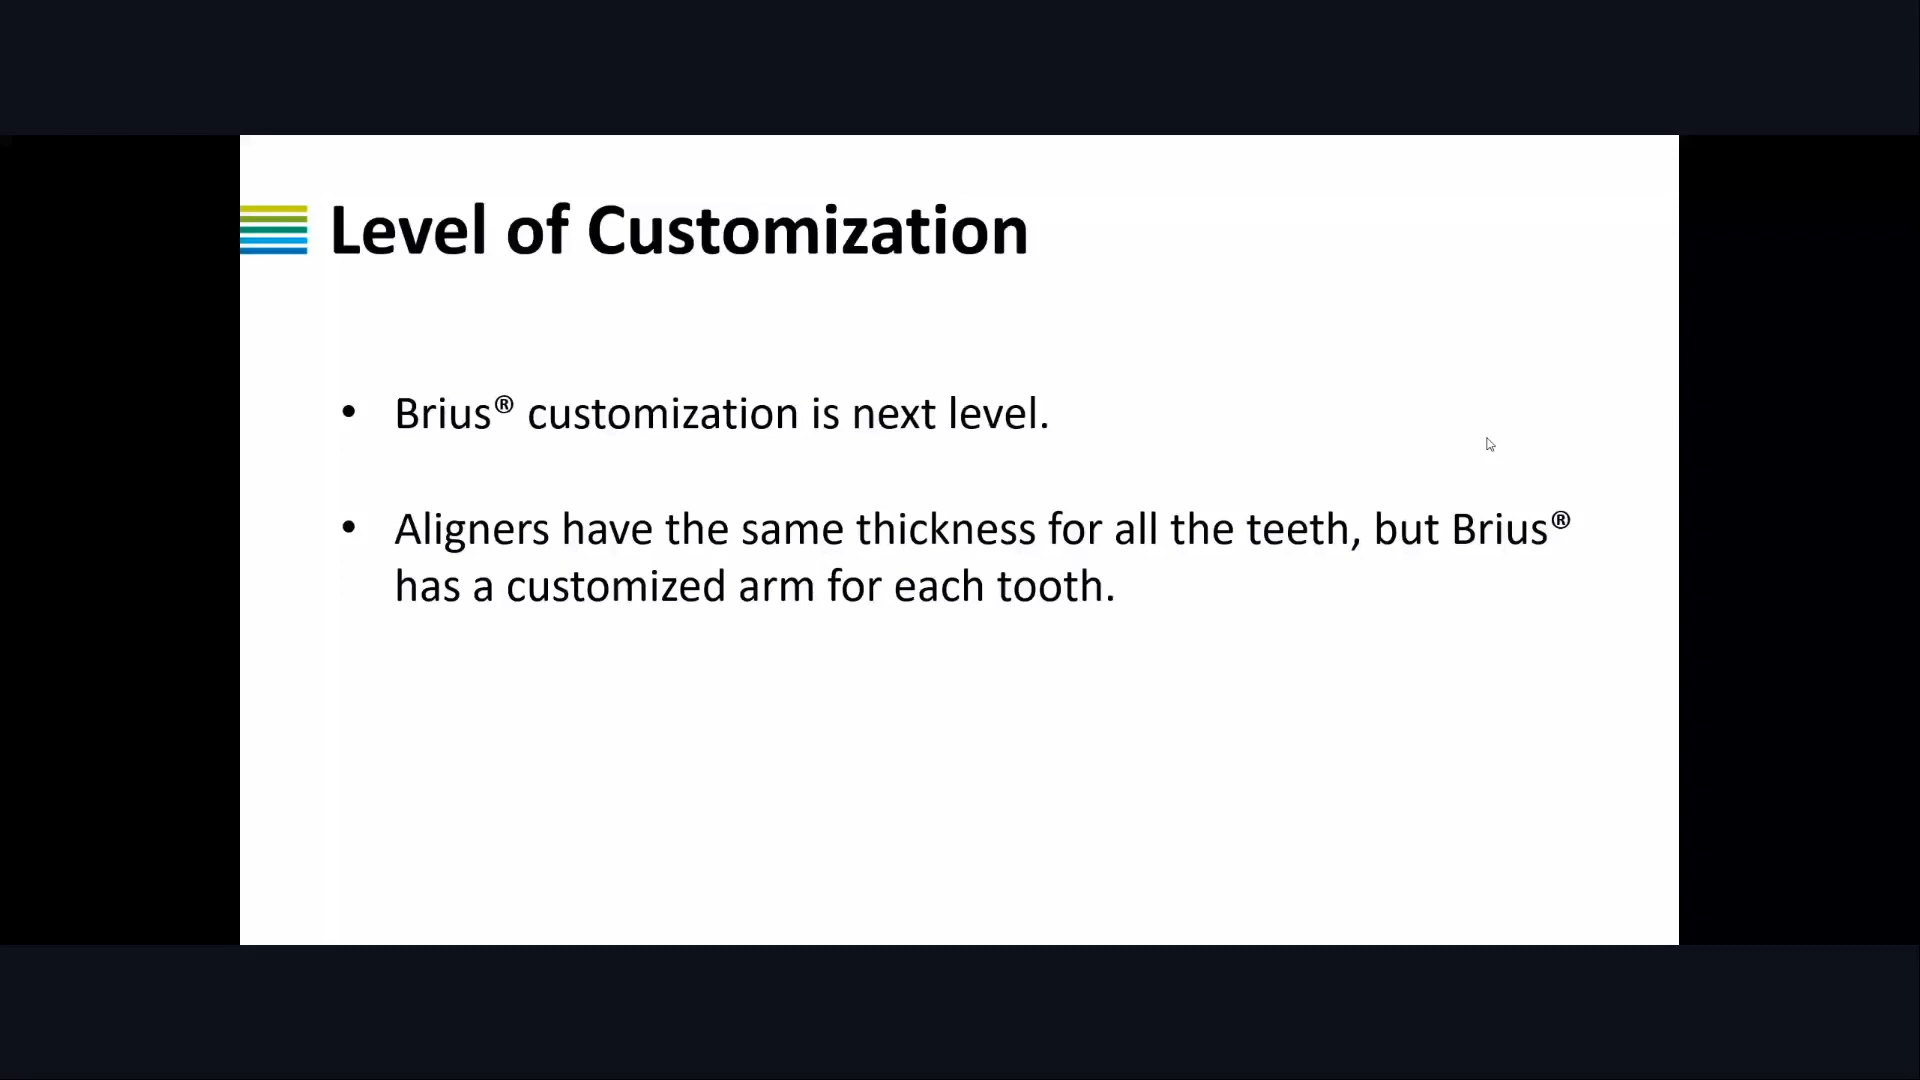 Level of Customization
• Brius® customization is next level.
• Aligners have the same thickness for all the teeth, but Brius®
has a customized arm for each tooth.